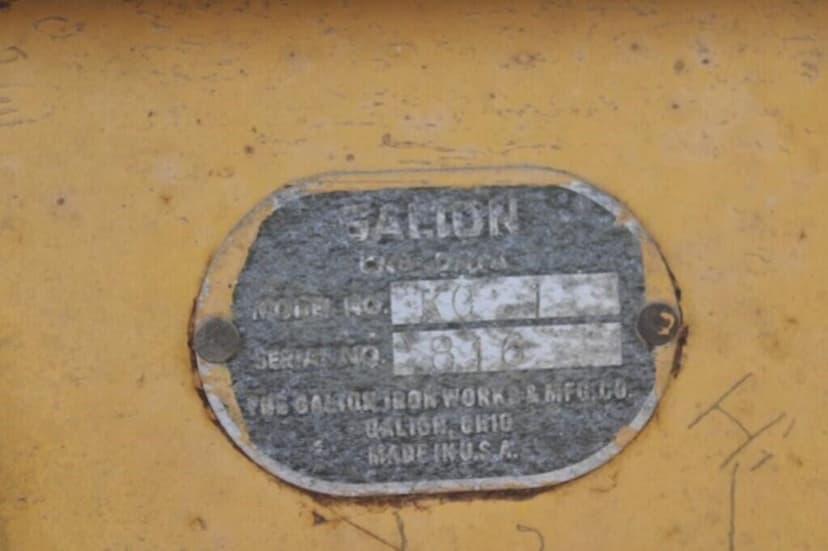 GALION
MODEL NO.
SERIAL NO. 816
THE GALION IRON WORKS & MFG. CO.
GALION, OHIO
MADE IN U.S.A.